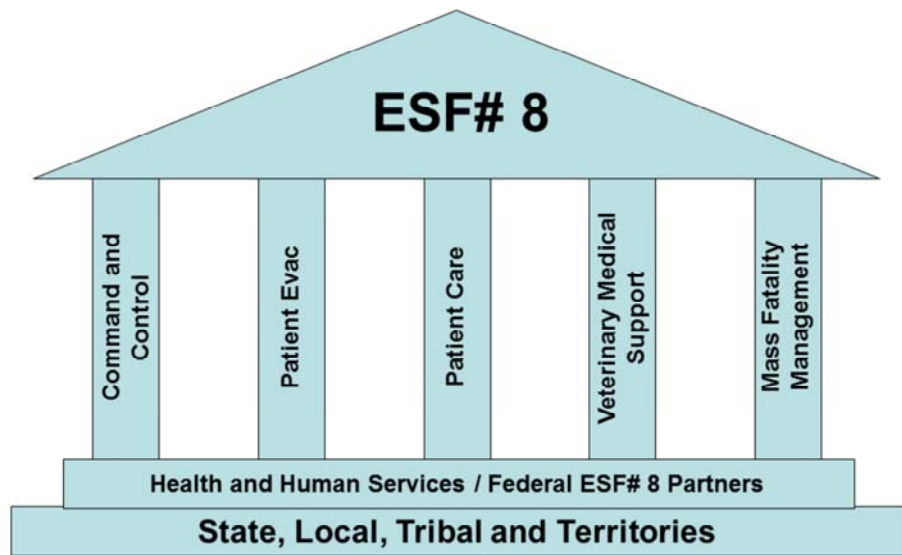 ESF# 8
Command and
Control
Patient Evac
Patient Care
Veterinary Medical
Support
Mass Fatality
Management
Health and Human Services / Federal ESF# 8 Partners
State, Local, Tribal and Territories